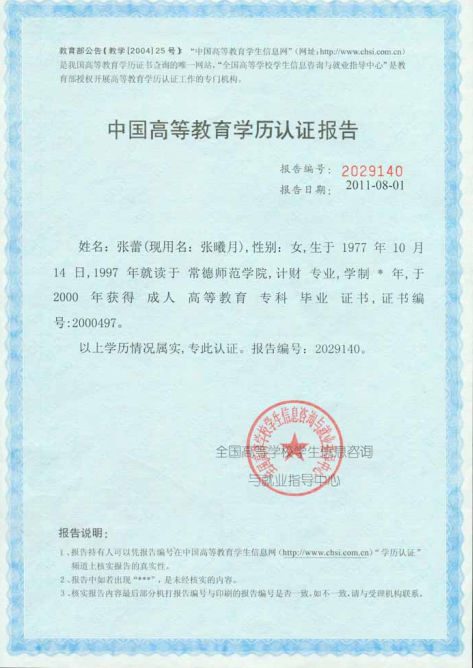 教育部公告(教学[2004]25号) “中国高等教育学生信息网”(网址:http://www.chsi.com.cn)
是我国高等教育学历证书查询的唯一网站,“全国高等学校学生信息咨询与就业指导中心”是教
育部授权开展高等教育学历认证工作的专门机构。
中国高等教育学历认证报告
报告编号: 2029140
报告日期: 2011-08-01
姓名:张蕾(现用名:张曦月),性别:女,生于 1977 年 10 月
14 日,1997 年就读于 常德师范学院,计财 专业,学制 * 年,于
2000 年获得 成人 高等教育 专科 毕业 证书,证书编
号:2000497。
以上学历情况属实,专此认证。报告编号:2029140。
全国高等学校学生信息咨询
与就业指导中心
全国高等学校学生信息咨询与就业指导中心
报告说明:
1、报告持有人可以凭报告编号在中国高等教育学生信息网(http://www.chsi.com.cn)“学历认证”
频道上核实报告的真实性。
2、报告中如若出现“***”,是未经核实的内容。
3、核实报告内容最后部分机打报告编号与印刷的报告编号是否一致,如不一致,请与受理机构联系。